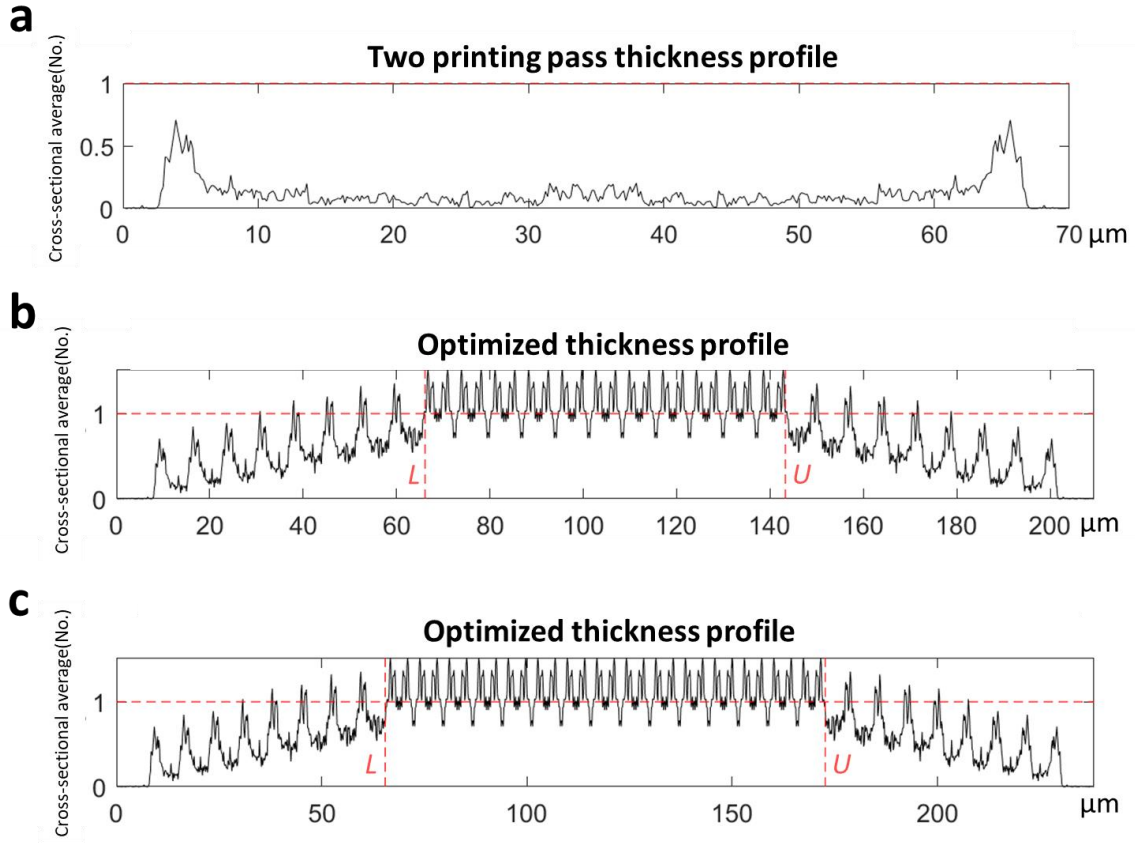 a
Two printing pass thickness profile
Cross-sectional average(No.)
1
0.5
0
0 10 20 30 40 50 60 70 µm
b
Optimized thickness profile
Cross-sectional average(No.)
1
0
L U
0 20 40 60 80 100 120 140 160 180 200 µm
c
Optimized thickness profile
Cross-sectional average(No.)
1
0
L U
0 50 100 150 200 µm